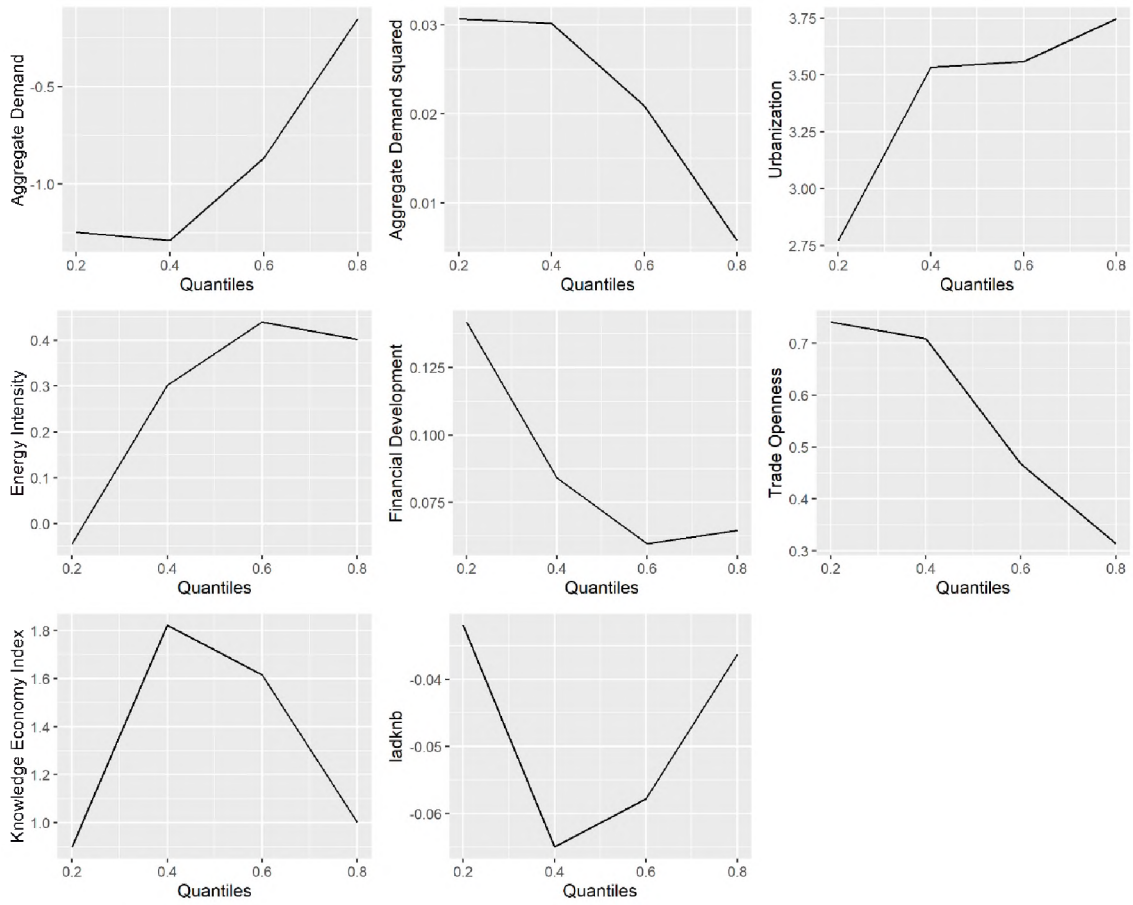 Aggregate Demand
-0.5
-1.0
0.2 0.4 0.6 0.8
Quantiles
Aggregate Demand squared
0.03
0.02
0.01
0.2 0.4 0.6 0.8
Quantiles
Urbanization
3.75
3.50
3.25
3.00
2.75
0.2 0.4 0.6 0.8
Quantiles
Energy Intensity
0.4
0.3
0.2
0.1
0.0
0.2 0.4 0.6 0.8
Quantiles
Financial Development
0.125
0.100
0.075
0.2 0.4 0.6 0.8
Quantiles
Trade Openness
0.7
0.6
0.5
0.4
0.3
0.2 0.4 0.6 0.8
Quantiles
Knowledge Economy Index
1.8
1.6
1.4
1.2
1.0
0.2 0.4 0.6 0.8
Quantiles
ladknb
-0.04
-0.05
-0.06
0.2 0.4 0.6 0.8
Quantiles